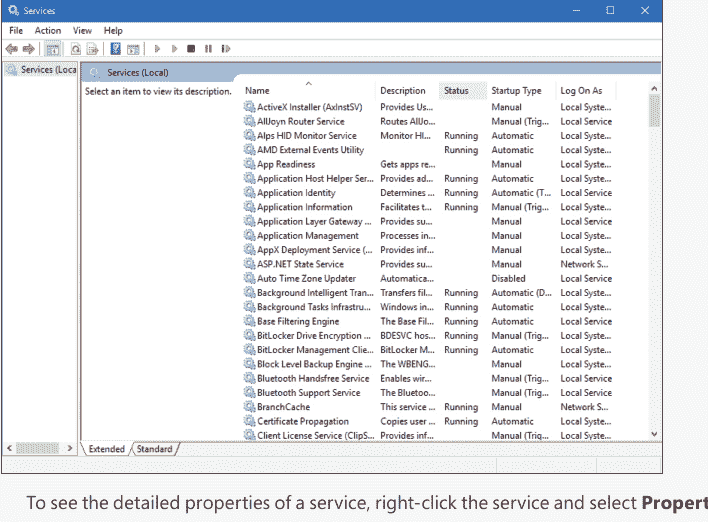 Services
File Action View Help
Services (Loca
Services (Local)
Select an item to view its description.
Name Description Status Startup Type Log On As
ActiveX Installer (AxInstSV) Provides Us... Manual Local Syste...
AllJoyn Router Service Routes AllJo... Manual (Trig... Local Service
Alps HID Monitor Service Monitor HI... Running Automatic Local Syste...
AMD External Events Utility Running Automatic Local Syste...
App Readiness Gets apps re... Manual Local Syste...
Application Host Helper Ser... Provides ad... Running Automatic Local Syste...
Application Identity Determines ... Running Automatic (T... Local Service
Application Information Facilitates t... Running Manual (Trig... Local Syste...
Application Layer Gateway ... Provides su... Manual Local Service
Application Management Processes in... Manual Local Syste...
AppX Deployment Service (... Provides inf... Manual Local Syste...
ASP.NET State Service Provides su... Manual Network S...
Auto Time Zone Updater Automatica... Disabled Local Service
Background Intelligent Tran... Transfers fil... Running Automatic (D... Local Syste...
Background Tasks Infrastru... Windows in... Running Automatic Local Syste...
Base Filtering Engine The Base Fil... Running Automatic Local Service
BitLocker Drive Encryption ... BDESVC hos... Running Manual (Trig... Local Syste...
BitLocker Management Clie... BitLocker M... Running Automatic Local Syste...
Block Level Backup Engine ... The WBENG... Manual Local Syste...
Bluetooth Handsfree Service Enables wir... Manual (Trig... Local Service
Bluetooth Support Service The Bluetoo... Manual (Trig... Local Service
BranchCache This service ... Running Manual Network S...
Certificate Propagation Copies user ... Running Automatic Local Syste...
Client License Service (ClipS... Provides inf... Manual (Trig... Local Syste...
Extended Standard
To see the detailed properties of a service, right-click the service and select Propert